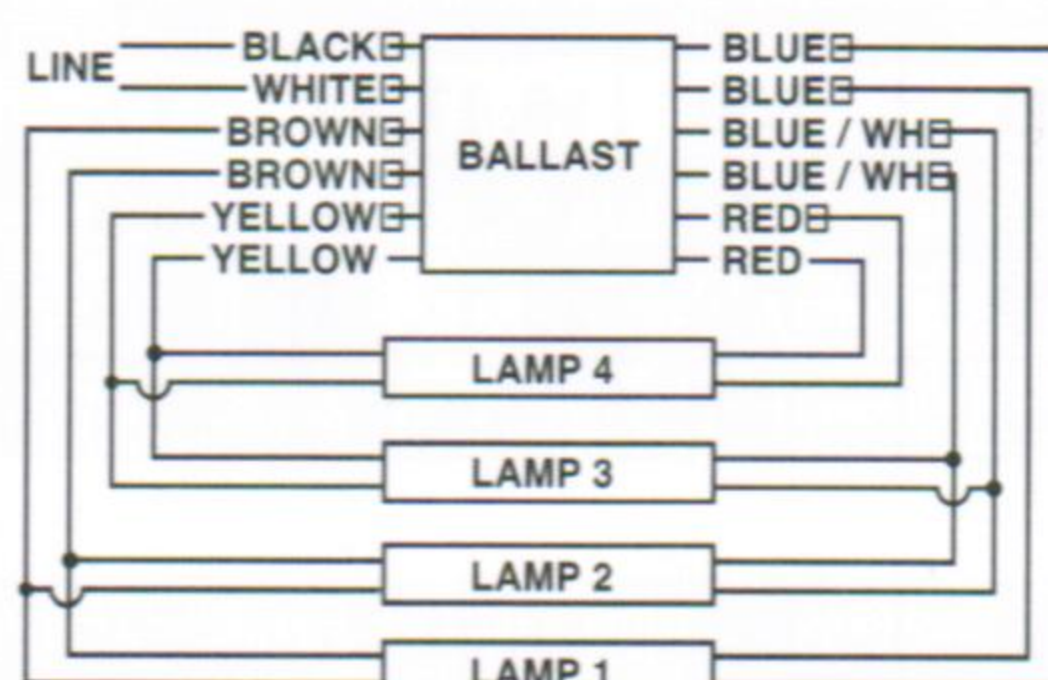 LINE
BLACK
WHITE
BROWN
BROWN
YELLOW
YELLOW
BALLAST
BLUE
BLUE
BLUE / WH
BLUE / WH
RED
RED
LAMP 4
LAMP 3
LAMP 2
LAMP 1